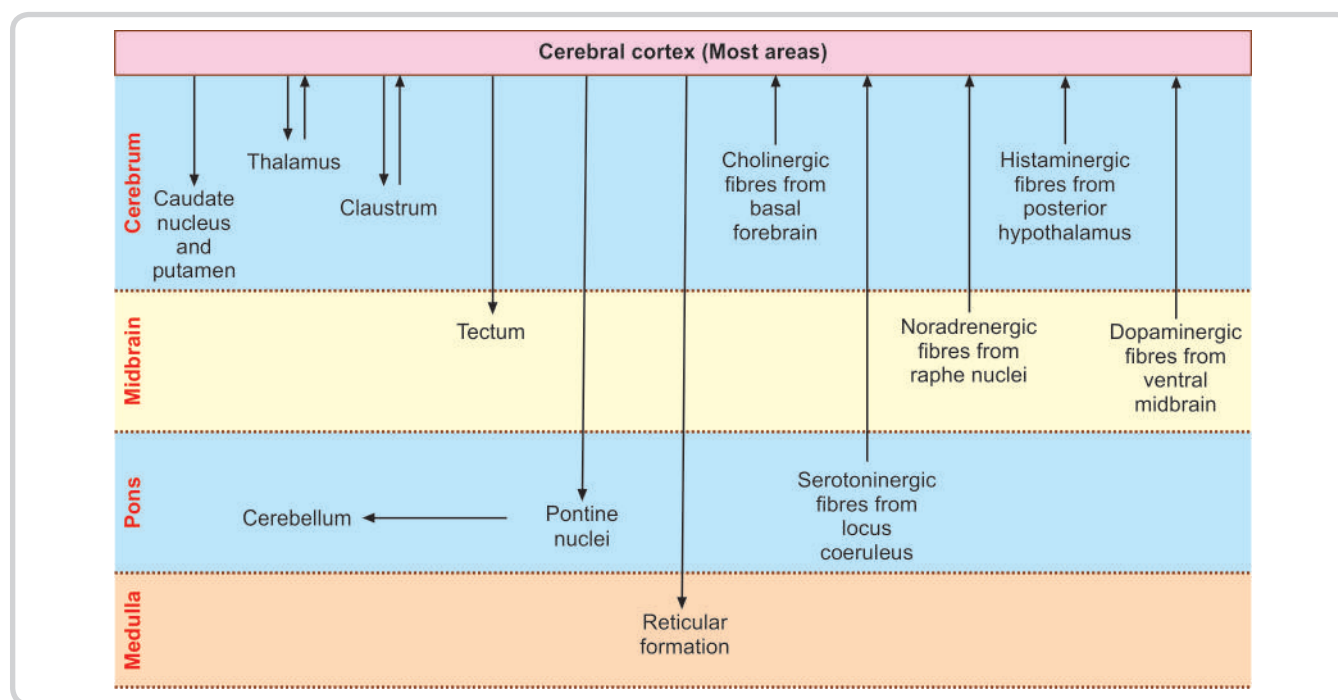 Cerebral cortex (Most areas)
Cerebrum
Thalamus
Caudate
nucleus
and
putamen
Claustrum
Cholinergic
fibres from
basal
forebrain
Histaminergic
fibres from
posterior
hypothalamus
Midbrain
Tectum
Noradrenergic
fibres from
raphe nuclei
Dopaminergic
fibres from
ventral
midbrain
Pons
Cerebellum
Pontine
nuclei
Serotoninergic
fibres from
locus
coeruleus
Medulla
Reticular
formation